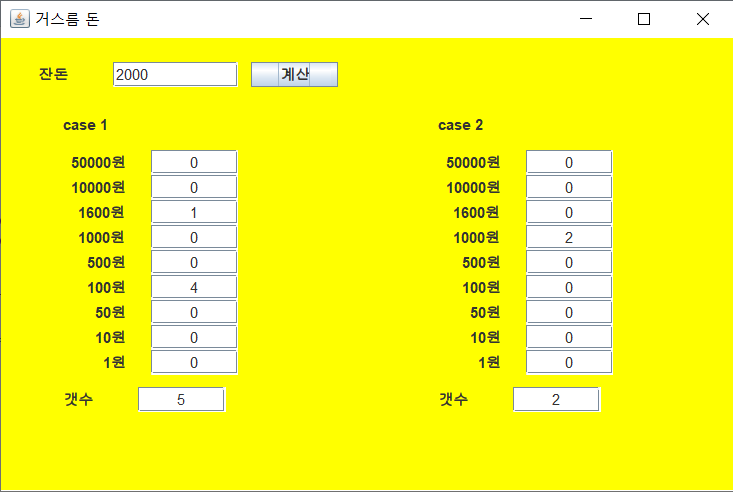 거스름 돈
잔돈 2000 계산
case 1 case 2
50000원 0 50000원 0
10000원 0 10000원 0
1600원 1 1600원 0
1000원 0 1000원 2
500원 0 500원 0
100원 4 100원 0
50원 0 50원 0
10원 0 10원 0
1원 0 1원 0
갯수 5 갯수 2